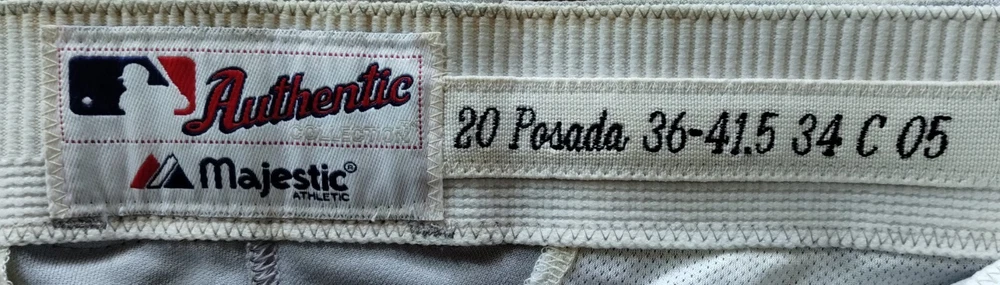 Authentic
COLLECTION
Majestic®
ATHLETIC
20 Posada 36-41.5 34 C 05